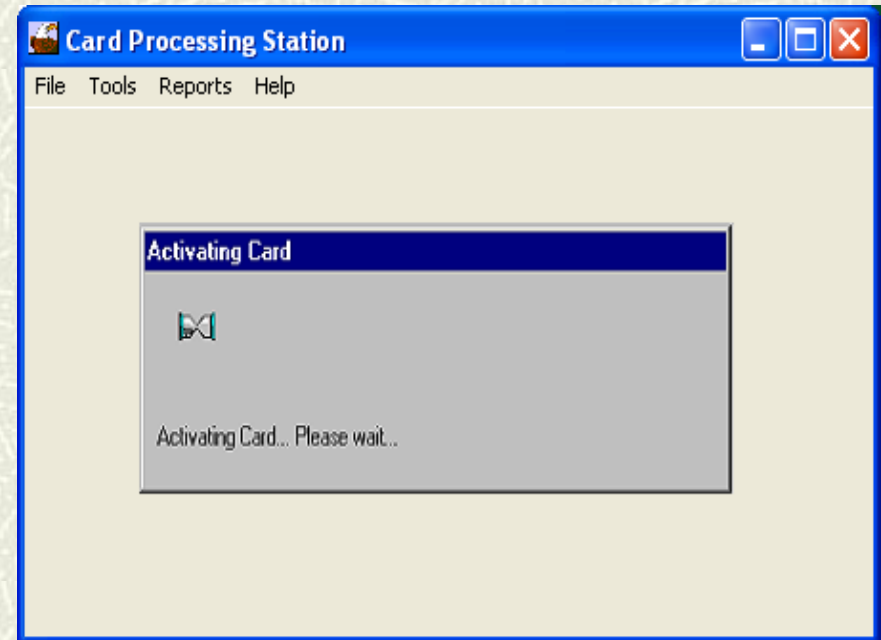 Card Processing Station
File Tools Reports Help
Activating Card
Activating Card... Please wait...